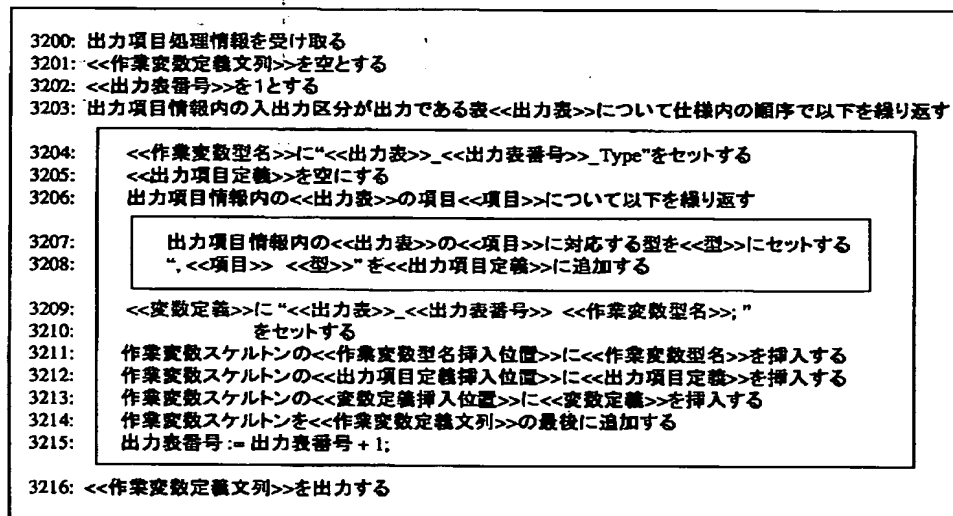 3200: 出力項目処理情報を受け取る
3201: <<作業変数定義文列>>を空とする
3202: <<出力表番号>>を1とする
3203: 出力項目情報内の入出力区分が出力である表<<出力表>>について仕様内の順序で以下を繰り返す
3204: <<作業変数型名>>に“<<出力表>>_<<出力表番号>>_Type”をセットする
3205: <<出力項目定義>>を空にする
3206: 出力項目情報内の<<出力表>>の項目<<項目>>について以下を繰り返す
3207: 出力項目情報内の<<出力表>>の<<項目>>に対応する型を<<型>>にセットする
3208: “, <<項目>> <<型>>”を<<出力項目定義>>に追加する
3209: <<変数定義>>に“<<出力表>>_<<出力表番号>> <<作業変数型名>>; ”
3210: をセットする
3211: 作業変数スケルトンの<<作業変数型名挿入位置>>に<<作業変数型名>>を挿入する
3212: 作業変数スケルトンの<<出力項目定義挿入位置>>に<<出力項目定義>>を挿入する
3213: 作業変数スケルトンの<<変数定義挿入位置>>に<<変数定義>>を挿入する
3214: 作業変数スケルトンを<<作業変数定義文列>>の最後に追加する
3215: 出力表番号 := 出力表番号 + 1;
3216: <<作業変数定義文列>>を出力する